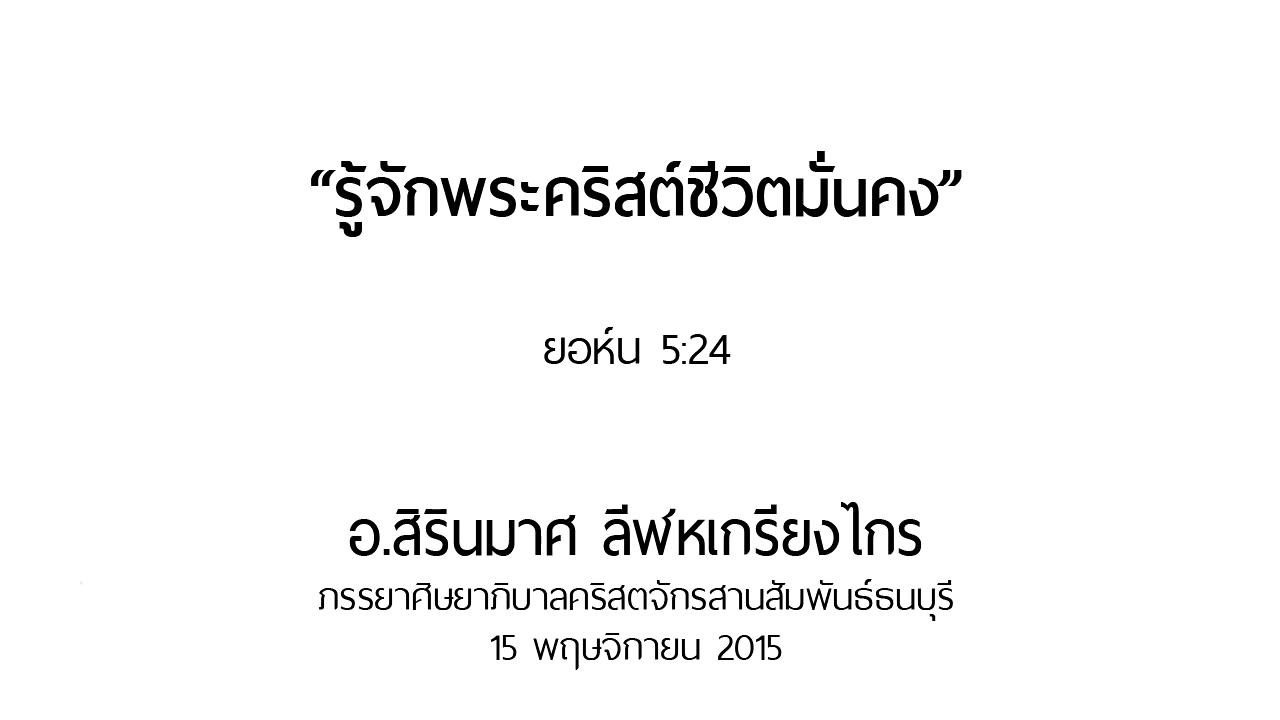 “รู้จักพระคริสต์ชีวิตมั่นคง”
ยอห์น 5:24
อ.สิรินมาศ ลีฬหเกรียงไกร
ภรรยาศิษยาภิบาลคริสตจักรสานสัมพันธ์ธนบุรี
15 พฤษจิกายน 2015